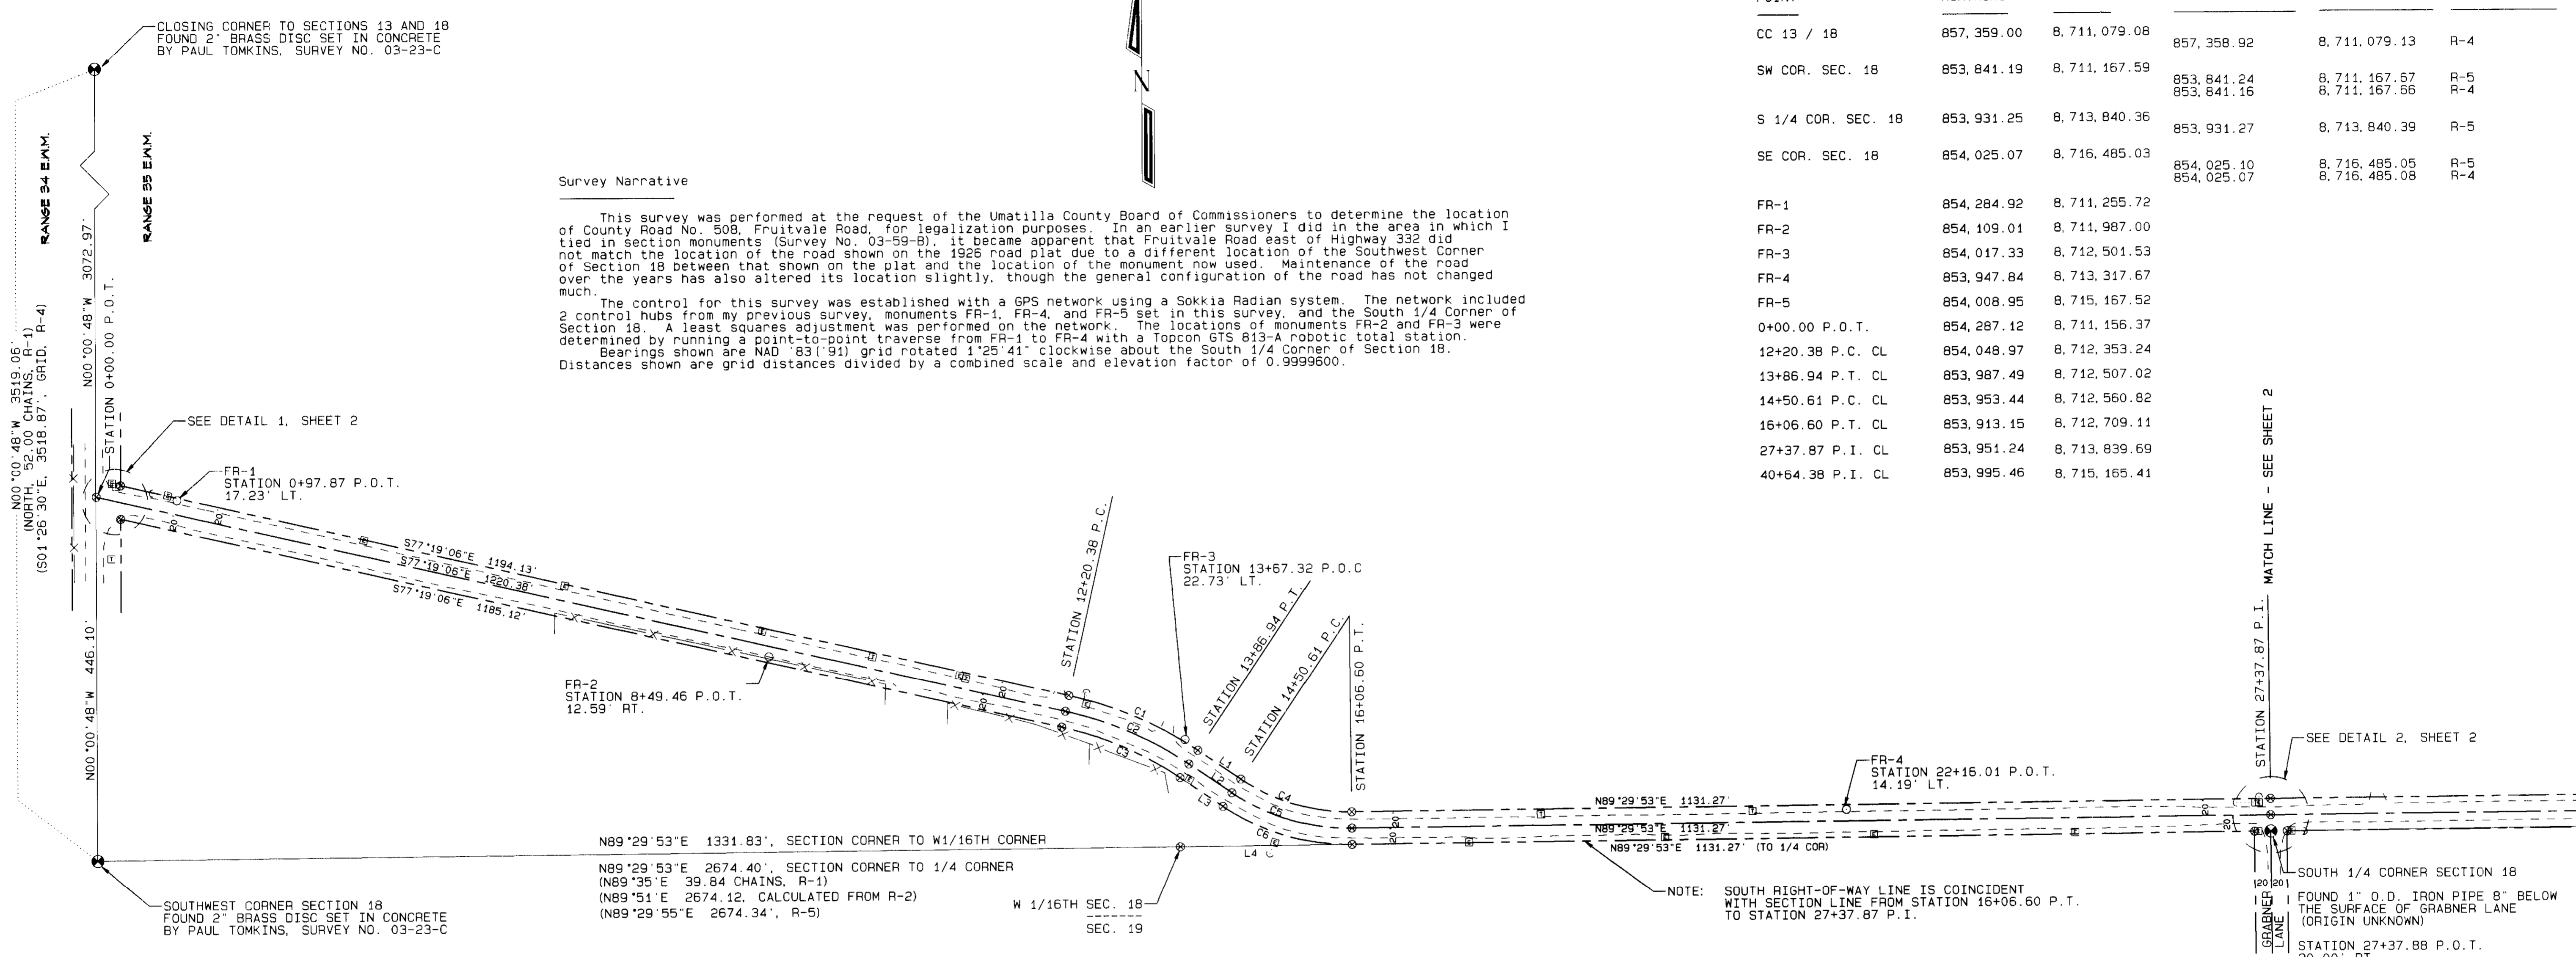 CLOSING CORNER TO SECTIONS 13 AND 18
FOUND 2" BRASS DISC SET IN CONCRETE
BY PAUL TOMKINS, SURVEY NO. 03-23-C
RANGE 34 E.W.M.
RANGE 35 E.W.M.
N00°00'48"W 3519.06'
(NORTH, 52.00 CHAINS, R-1)
(S01°26'30"E, 3518.87', GRID, R-4)
N00°00'48"W 3072.97'
STATION 0+00.00 P.O.T.
N00°00'48"W 446.10'
N
Survey Narrative
This survey was performed at the request of the Umatilla County Board of Commissioners to determine the location
of County Road No. 508, Fruitvale Road, for legalization purposes. In an earlier survey I did in the area in which I
tied in section monuments (Survey No. 03-59-B), it became apparent that Fruitvale Road east of Highway 332 did
not match the location of the road shown on the 1926 road plat due to a different location of the Southwest Corner
of Section 18 between that shown on the plat and the location of the monument now used. Maintenance of the road
over the years has also altered its location slightly, though the general configuration of the road has not changed
much.
The control for this survey was established with a GPS network using a Sokkia Radian system. The network included
2 control hubs from my previous survey, monuments FR-1, FR-4, and FR-5 set in this survey, and the South 1/4 Corner of
Section 18. A least squares adjustment was performed on the network. The locations of monuments FR-2 and FR-3 were
determined by running a point-to-point traverse from FR-1 to FR-4 with a Topcon GTS 813-A robotic total station.
Bearings shown are NAD '83('91) grid rotated 1°25'41" clockwise about the South 1/4 Corner of Section 18.
Distances shown are grid distances divided by a combined scale and elevation factor of 0.9999600.
CC 13 / 18 857,359.00 8,711,079.08
857,358.92 8,711,079.13 R-4
SW COR. SEC. 18 853,841.19 8,711,167.59
853,841.24 8,711,167.67 R-5
853,841.16 8,711,167.66 R-4
S 1/4 COR. SEC. 18 853,931.25 8,713,840.36
853,931.27 8,713,840.39 R-5
SE COR. SEC. 18 854,025.07 8,716,485.03
854,025.10 8,716,485.05 R-5
854,025.07 8,716,485.08 R-4
FR-1 854,284.92 8,711,255.72
FR-2 854,109.01 8,711,987.00
FR-3 854,017.33 8,712,501.53
FR-4 853,947.84 8,713,317.67
FR-5 854,008.95 8,715,167.52
0+00.00 P.O.T. 854,287.12 8,711,156.37
12+20.38 P.C. CL 854,048.97 8,712,353.24
13+86.94 P.T. CL 853,987.49 8,712,507.02
14+50.61 P.C. CL 853,953.44 8,712,560.82
16+06.60 P.T. CL 853,913.15 8,712,709.11
27+37.87 P.I. CL 853,951.24 8,713,839.69
40+64.38 P.I. CL 853,995.46 8,715,165.41
SEE DETAIL 1, SHEET 2
FR-1
STATION 0+97.87 P.O.T.
17.23' LT.
20
20
S77°19'06"E 1194.13'
S77°19'06"E 1220.38'
S77°19'06"E 1185.12'
FR-2
STATION 8+49.46 P.O.T.
12.59' RT.
20
20
STATION 12+20.38 P.C.
C1
C2
C3
FR-3
STATION 13+67.32 P.O.C
22.73' LT.
STATION 13+86.94 P.T.
STATION 14+50.61 P.C.
STATION 16+06.60 P.T.
L1
L2
L3
C4
C5
C6
L4
20
20
N89°29'53"E 1131.27'
N89°29'53"E 1131.27'
N89°29'53"E 1131.27' (TO 1/4 COR)
FR-4
STATION 22+16.01 P.O.T.
14.19' LT.
MATCH LINE - SEE SHEET 2
STATION 27+37.87 P.I.
SEE DETAIL 2, SHEET 2
20
20
N89°29'53"E 1331.83', SECTION CORNER TO W1/16TH CORNER
N89°29'53"E 2674.40', SECTION CORNER TO 1/4 CORNER
(N89°35'E 39.84 CHAINS, R-1)
(N89°51'E 2674.12, CALCULATED FROM R-2)
(N89°29'55"E 2674.34', R-5)
W 1/16TH SEC. 18
SEC. 19
SOUTHWEST CORNER SECTION 18
FOUND 2" BRASS DISC SET IN CONCRETE
BY PAUL TOMKINS, SURVEY NO. 03-23-C
NOTE: SOUTH RIGHT-OF-WAY LINE IS COINCIDENT
WITH SECTION LINE FROM STATION 16+06.60 P.T.
TO STATION 27+37.87 P.I.
20 20
GRABNER
LANE
SOUTH 1/4 CORNER SECTION 18
FOUND 1" O.D. IRON PIPE 8" BELOW
THE SURFACE OF GRABNER LANE
(ORIGIN UNKNOWN)
STATION 27+37.88 P.O.T.